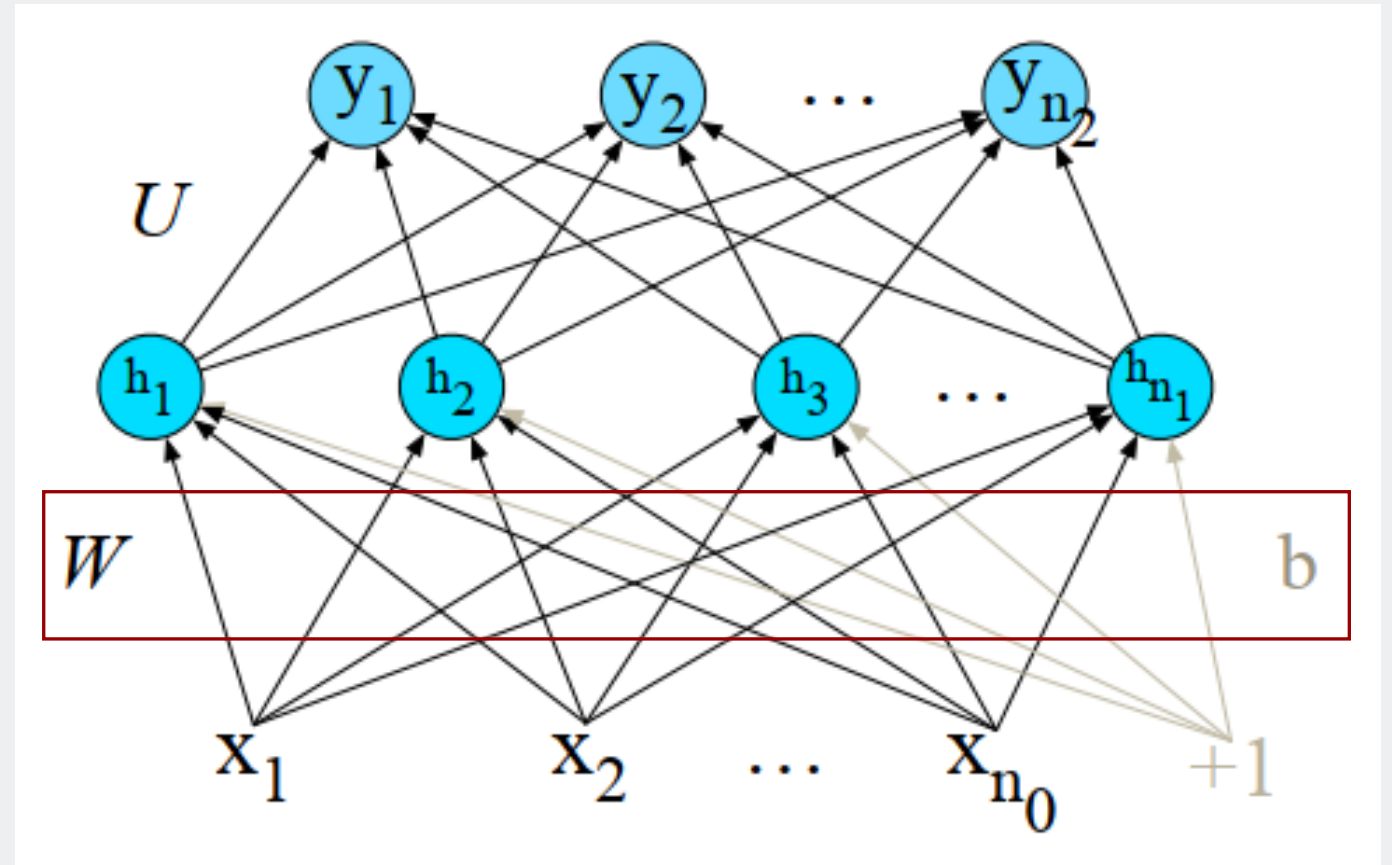 y₁ y₂ … yₙ₂
U
h₁ h₂ h₃ … hₙ₁
W b
x₁ x₂ … xₙ₀ +1